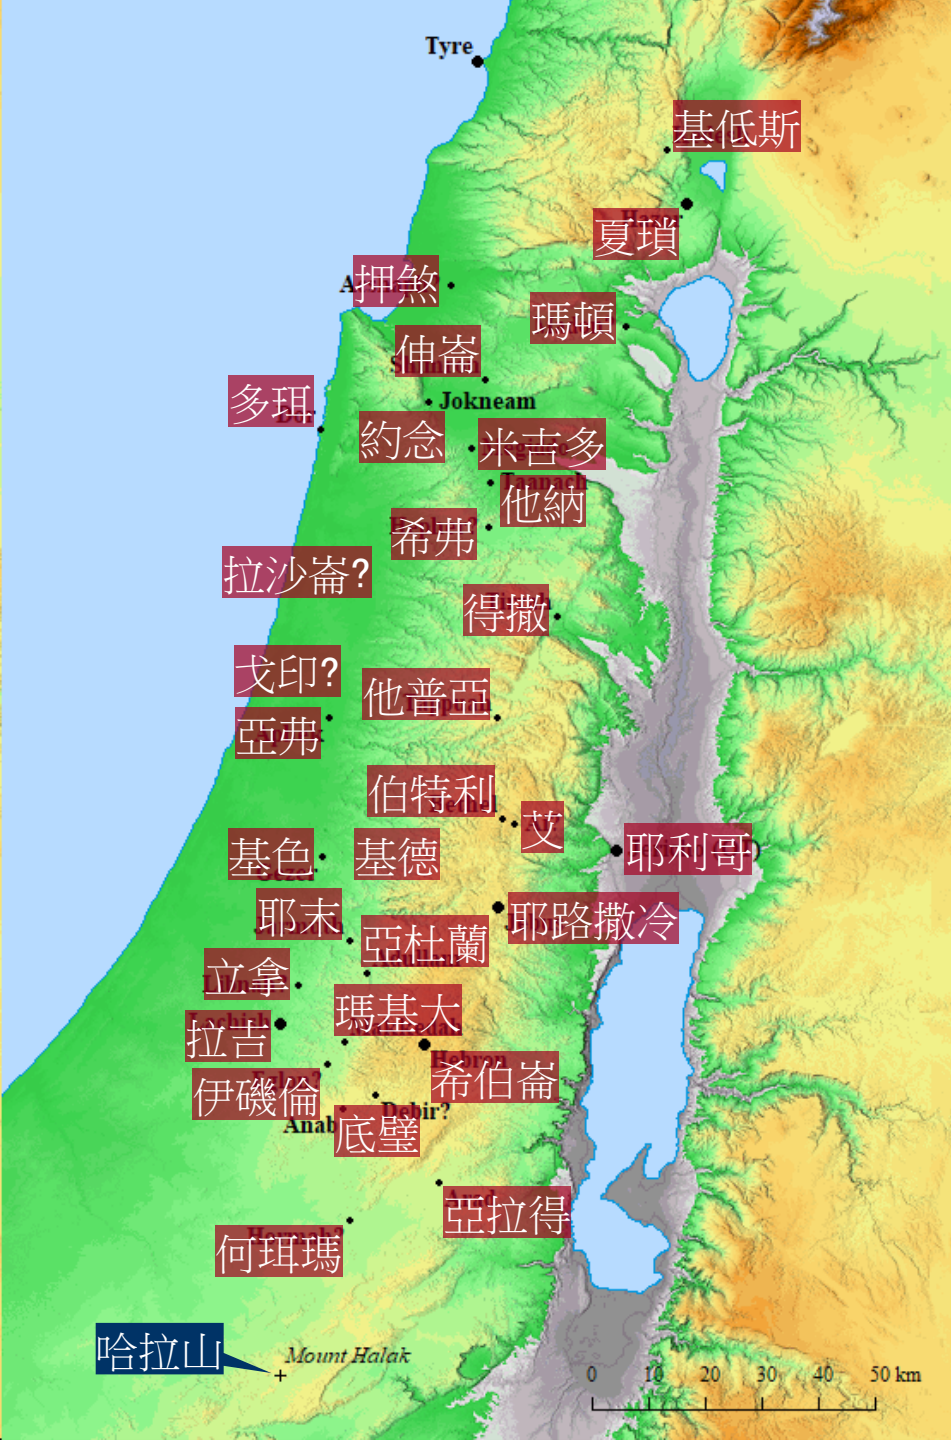 Tyre
基低斯
夏瑣
押煞
瑪頓
伸崙
Jokneam
多珥
約念
米吉多
Taanach
他納
希弗
拉沙崙?
得撒
戈印?
他普亞
亞弗
伯特利
艾
基色
基德
耶利哥
耶末
耶路撒冷
亞杜蘭
立拿
瑪基大
Lachish
拉吉
Hebron
希伯崙
伊磯倫
Debir?
Anab
底璧
亞拉得
何珥瑪
哈拉山
Mount Halak
0 10 20 30 40 50 km